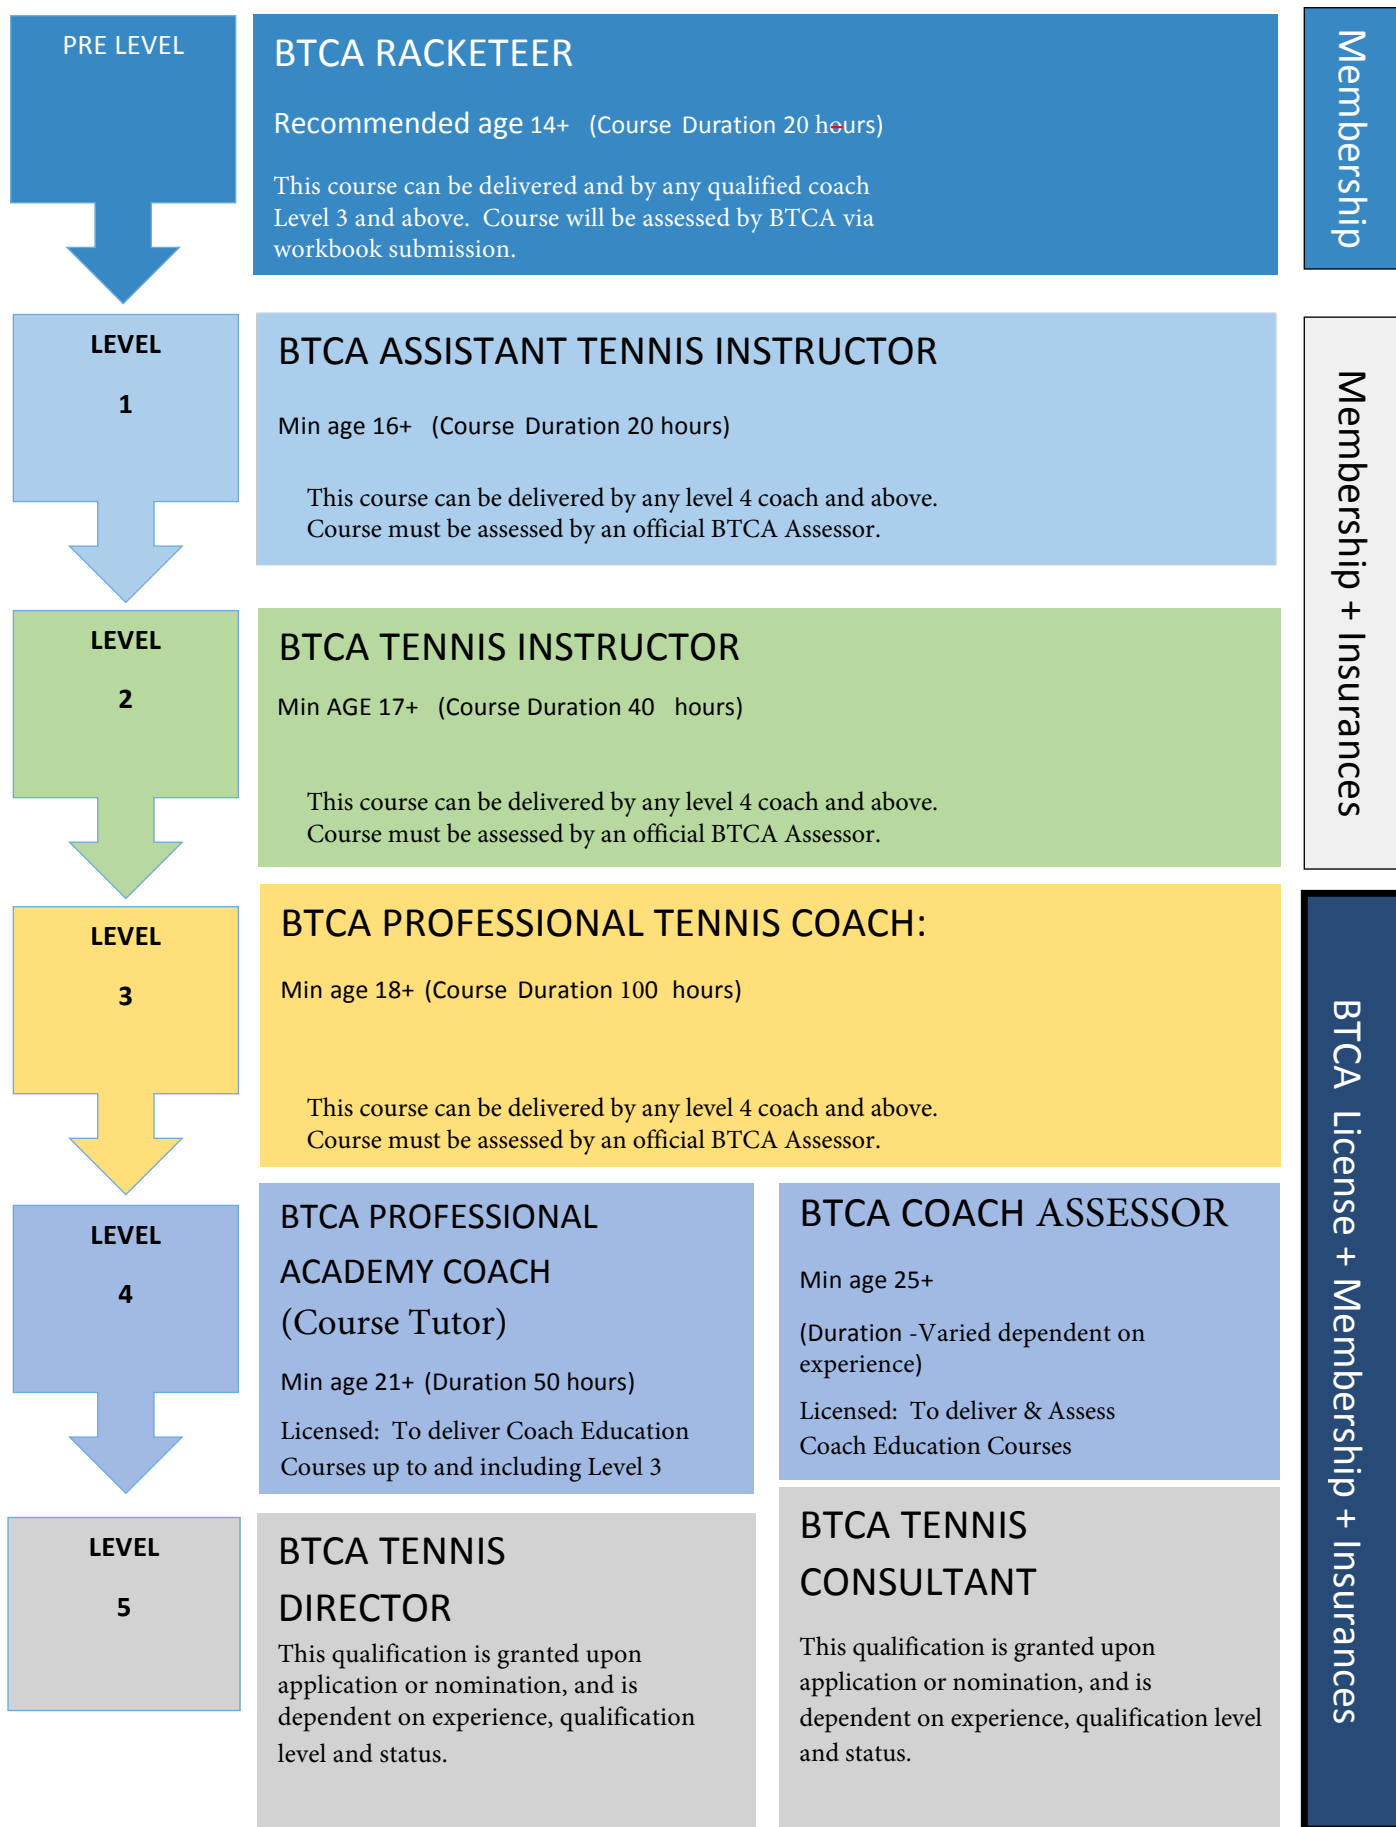 PRE LEVEL
BTCA RACKETEER
Recommended age 14+ (Course Duration 20 hours)
This course can be delivered and by any qualified coach
Level 3 and above. Course will be assessed by BTCA via
workbook submission.
Membership
LEVEL
1
BTCA ASSISTANT TENNIS INSTRUCTOR
Min age 16+ (Course Duration 20 hours)
This course can be delivered by any level 4 coach and above.
Course must be assessed by an official BTCA Assessor.
Membership + Insurances
LEVEL
2
BTCA TENNIS INSTRUCTOR
Min AGE 17+ (Course Duration 40 hours)
This course can be delivered by any level 4 coach and above.
Course must be assessed by an official BTCA Assessor.
LEVEL
3
BTCA PROFESSIONAL TENNIS COACH:
Min age 18+ (Course Duration 100 hours)
This course can be delivered by any level 4 coach and above.
Course must be assessed by an official BTCA Assessor.
BTCA License + Membership + Insurances
LEVEL
4
BTCA PROFESSIONAL
ACADEMY COACH
(Course Tutor)
Min age 21+ (Duration 50 hours)
Licensed: To deliver Coach Education
Courses up to and including Level 3
BTCA COACH ASSESSOR
Min age 25+
(Duration -Varied dependent on
experience)
Licensed: To deliver & Assess
Coach Education Courses
LEVEL
5
BTCA TENNIS
DIRECTOR
This qualification is granted upon
application or nomination, and is
dependent on experience, qualification
level and status.
BTCA TENNIS
CONSULTANT
This qualification is granted upon
application or nomination, and is
dependent on experience, qualification level
and status.